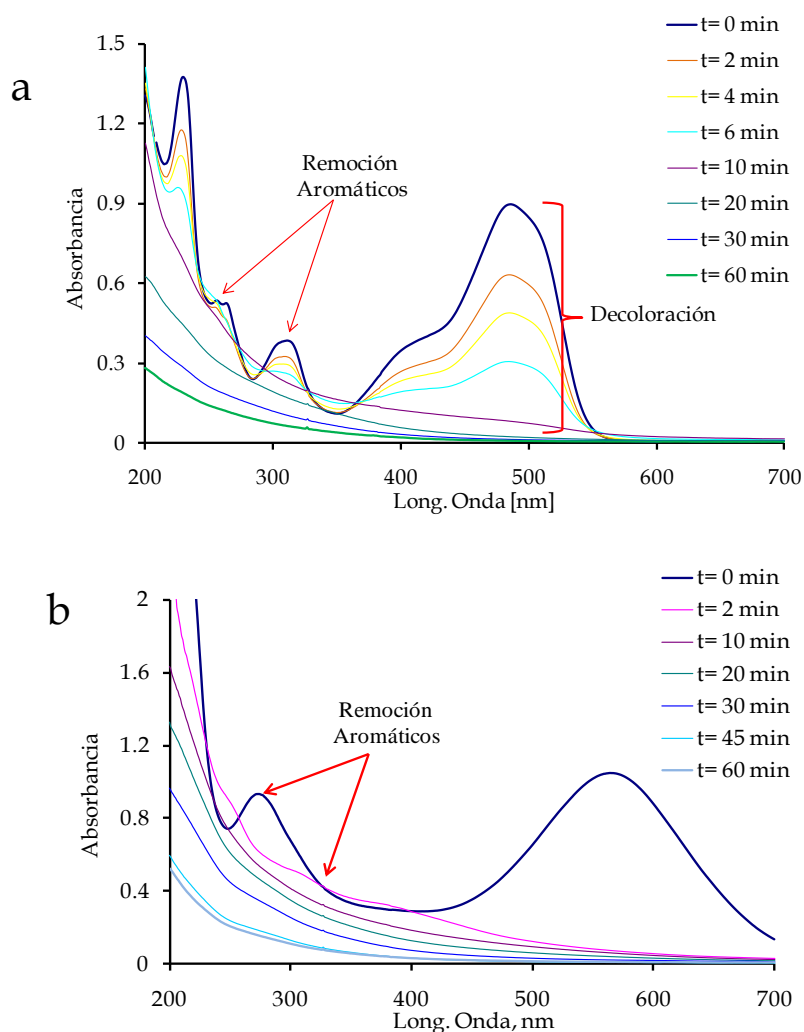 a
Absorbancia
1.5
1.2
0.9
0.6
0.3
0
200
300
400
500
600
700
Long. Onda [nm]
Remoción
Aromáticos
Decoloración
t= 0 min
t= 2 min
t= 4 min
t= 6 min
t= 10 min
t= 20 min
t= 30 min
t= 60 min
b
Absorbancia
2
1.6
1.2
0.8
0.4
0
200
300
400
500
600
700
Long. Onda, nm
Remoción
Aromáticos
t= 0 min
t= 2 min
t= 10 min
t= 20 min
t= 30 min
t= 45 min
t= 60 min